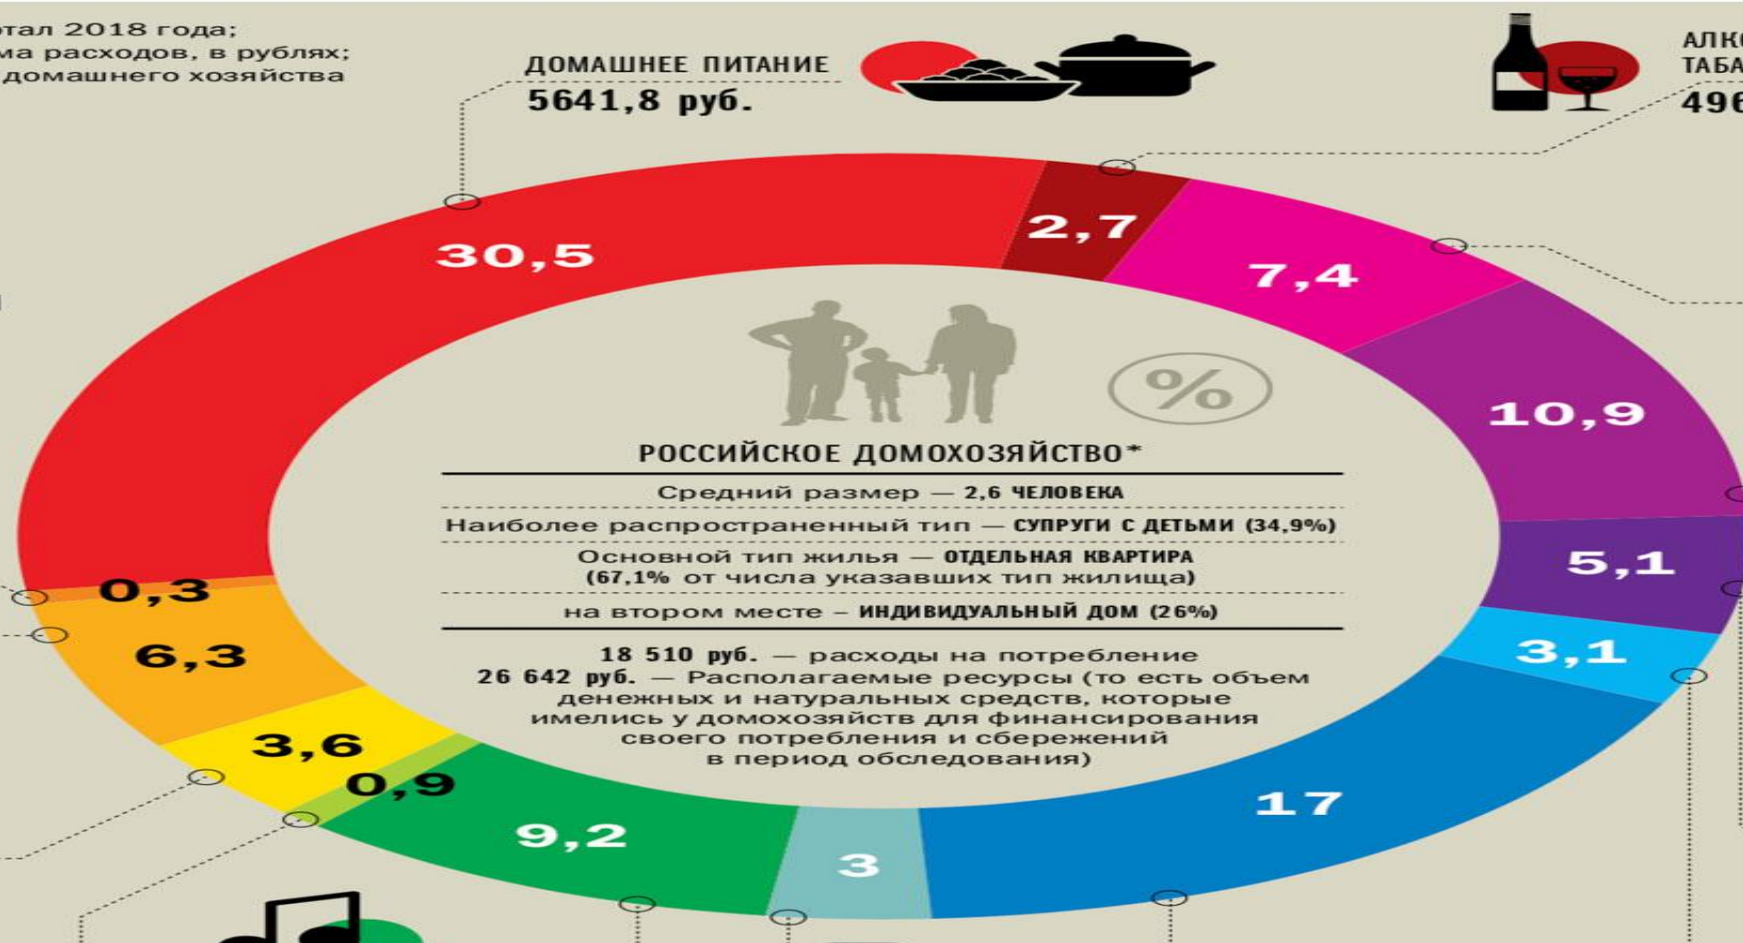 2018 года;
расходов, в рублях;
домашнего хозяйства
ДОМАШНЕЕ ПИТАНИЕ
5641,8 руб.
30,5
2,7
7,4
10,9
5,1
3,1
17
3
9,2
0,9
3,6
6,3
0,3
%
РОССИЙСКОЕ ДОМОХОЗЯЙСТВО*
Средний размер — 2,6 ЧЕЛОВЕКА
Наиболее распространенный тип — СУПРУГИ С ДЕТЬМИ (34,9%)
Основной тип жилья — ОТДЕЛЬНАЯ КВАРТИРА
(67,1% от числа указавших тип жилища)
на втором месте – ИНДИВИДУАЛЬНЫЙ ДОМ (26%)
18 510 руб. — расходы на потребление
26 642 руб. — Располагаемые ресурсы (то есть объем
денежных и натуральных средств, которые
имелись у домохозяйств для финансирования
своего потребления и сбережений
в период обследования)